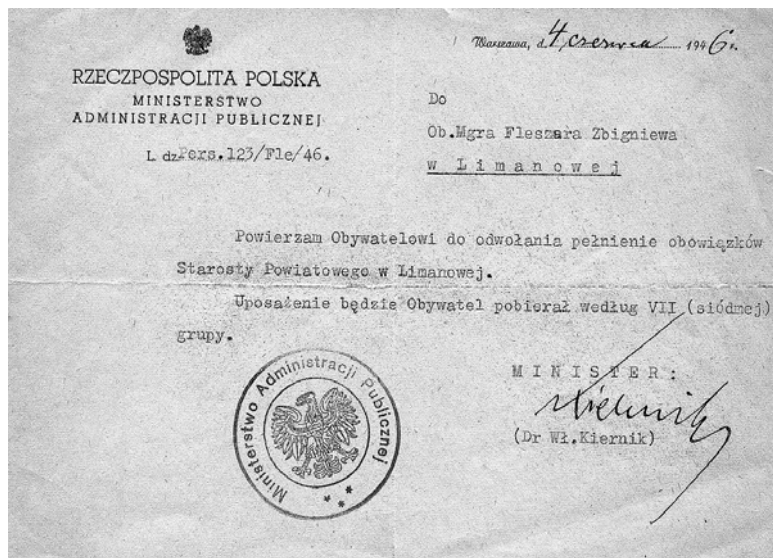 Warszawa, d. 4 czerwca 1946 r.
RZECZPOSPOLITA POLSKA
MINISTERSTWO
ADMINISTRACJI PUBLICZNEJ
L. dz. Pers.123/Fle/46.
Do
Ob.Mgra Fleszara Zbigniewa
w Limanowej
Powierzam Obywatelowi do odwołania pełnienie obowiązków
Starosty Powiatowego w Limanowej.
Uposażenie będzie Obywatel pobierał według VII (siódmej)
grupy.
Ministerstwo Administracji Publicznej
MINISTER:
Kiernik
(Dr Wł.Kiernik)